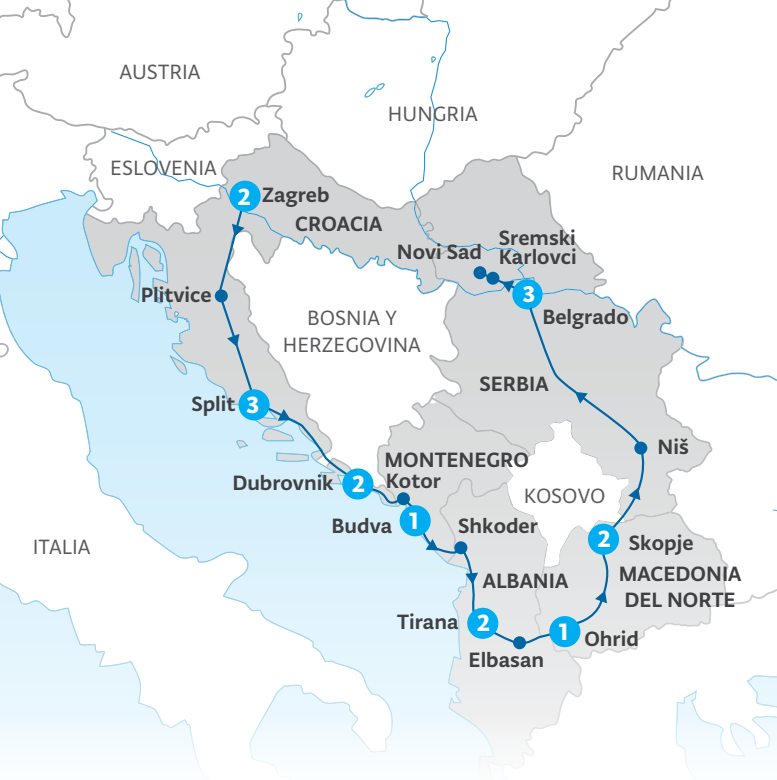 AUSTRIA
HUNGRIA
ESLOVENIA
RUMANIA
2 Zagreb
CROACIA
Sremski
Karlovci
Novi Sad
Plitvice
3
Belgrado
BOSNIA Y
HERZEGOVINA
SERBIA
Split 3
Niš
MONTENEGRO
Kotor
Dubrovnik 2
KOSOVO
Budva 1
Shkoder
ITALIA
2 Skopje
MACEDONIA
DEL NORTE
ALBANIA
Tirana 2
1 Ohrid
Elbasan